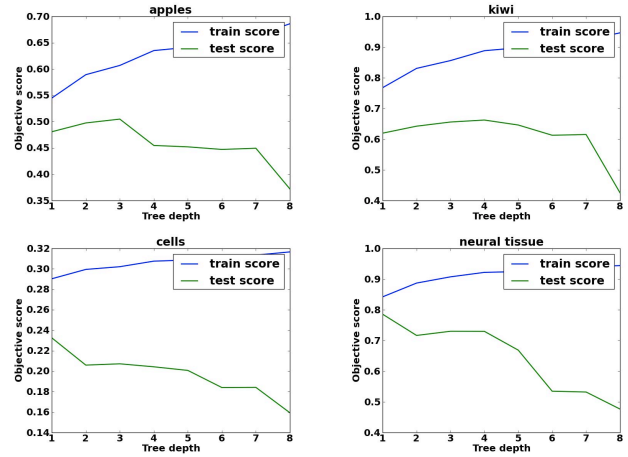 apples
0.70
0.65
0.60
0.55
0.50
0.45
0.40
0.35
Objective score
train score
test score
1 2 3 4 5 6 7 8
Tree depth
kiwi
1.0
0.9
0.8
0.7
0.6
0.5
0.4
Objective score
train score
test score
1 2 3 4 5 6 7 8
Tree depth
cells
0.32
0.30
0.28
0.26
0.24
0.22
0.20
0.18
0.16
0.14
Objective score
train score
test score
1 2 3 4 5 6 7 8
Tree depth
neural tissue
1.0
0.9
0.8
0.7
0.6
0.5
0.4
Objective score
train score
test score
1 2 3 4 5 6 7 8
Tree depth